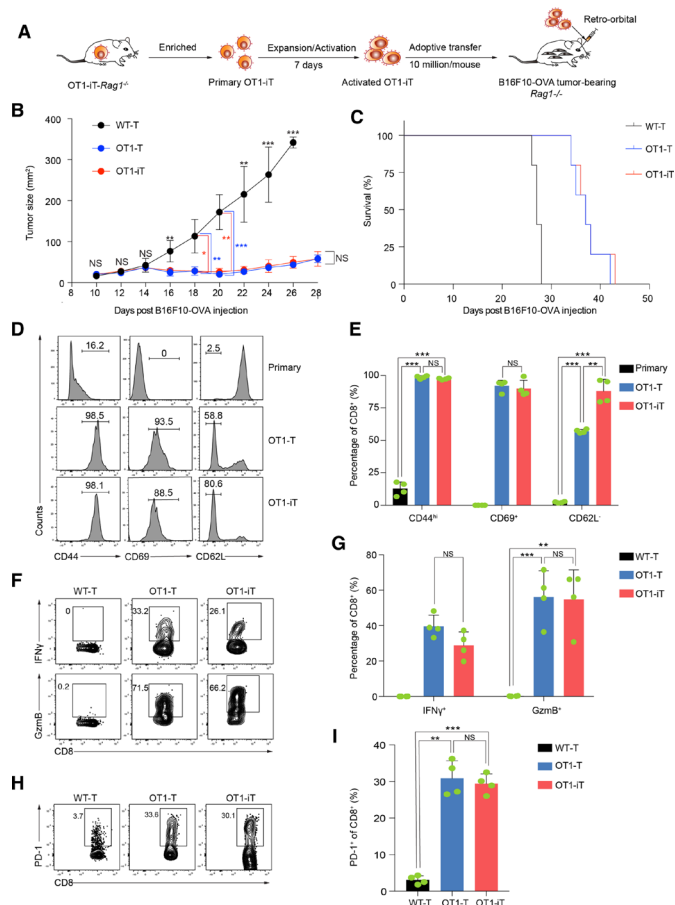 A
Retro-orbital
Enriched
Expansion/Activation
Adoptive transfer
7 days
10 million/mouse
OT1-iT-Rag1-/-
Primary OT1-iT
Activated OT1-iT
B16F10-OVA tumor-bearing
Rag1-/-
B
WT-T
OT1-T
OT1-iT
Tumor size (mm²)
400
300
200
100
0
NS
NS
NS
**
***
**
***
***
*
**
**
***
NS
10 12 14 16 18 20 22 24 26 28
Days post B16F10-OVA injection
C
WT-T
OT1-T
OT1-iT
Survival (%)
100
80
60
40
20
0
0 10 20 30 40 50
Days post B16F10-OVA injection
D
16.2
0
2.5
Primary
98.5
93.5
58.8
OT1-T
98.1
88.5
80.6
OT1-iT
Counts
CD44
CD69
CD62L
E
Primary
OT1-T
OT1-iT
Percentage of CD8⁺
100
75
50
25
0
***
***
NS
NS
***
***
**
CD44hi
CD69⁺
CD62L⁻
F
WT-T
OT1-T
OT1-iT
0
33.2
26.1
IFNγ
0.2
71.5
66.2
GzmB
CD8
G
WT-T
OT1-T
OT1-iT
Percentage of CD8⁺
80
60
40
20
0
NS
**
***
NS
IFNγ⁺
GzmB⁺
H
WT-T
OT1-T
OT1-iT
3.7
33.6
30.1
PD-1
CD8
I
WT-T
OT1-T
OT1-iT
PD-1⁺ of CD8⁺
40
30
20
10
0
***
**
NS
WT-T OT1-T OT1-iT